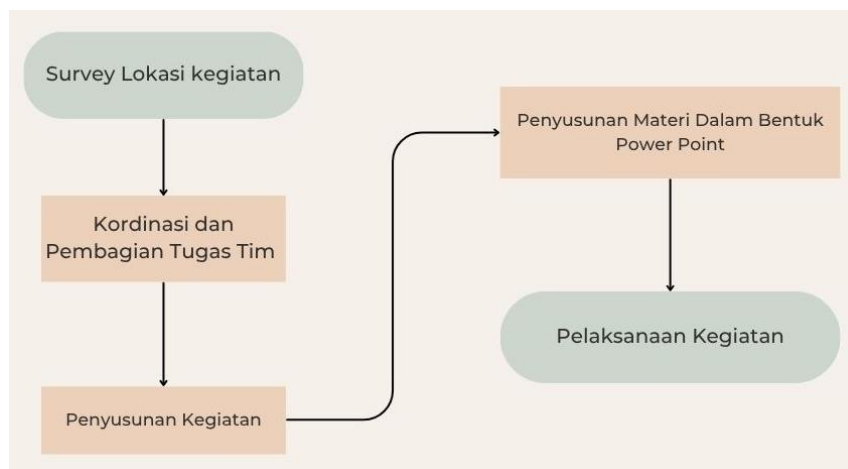 Survey Lokasi kegiatan
Kordinasi dan
Pembagian Tugas Tim
Penyusunan Kegiatan
Penyusunan Materi Dalam Bentuk
Power Point
Pelaksanaan Kegiatan